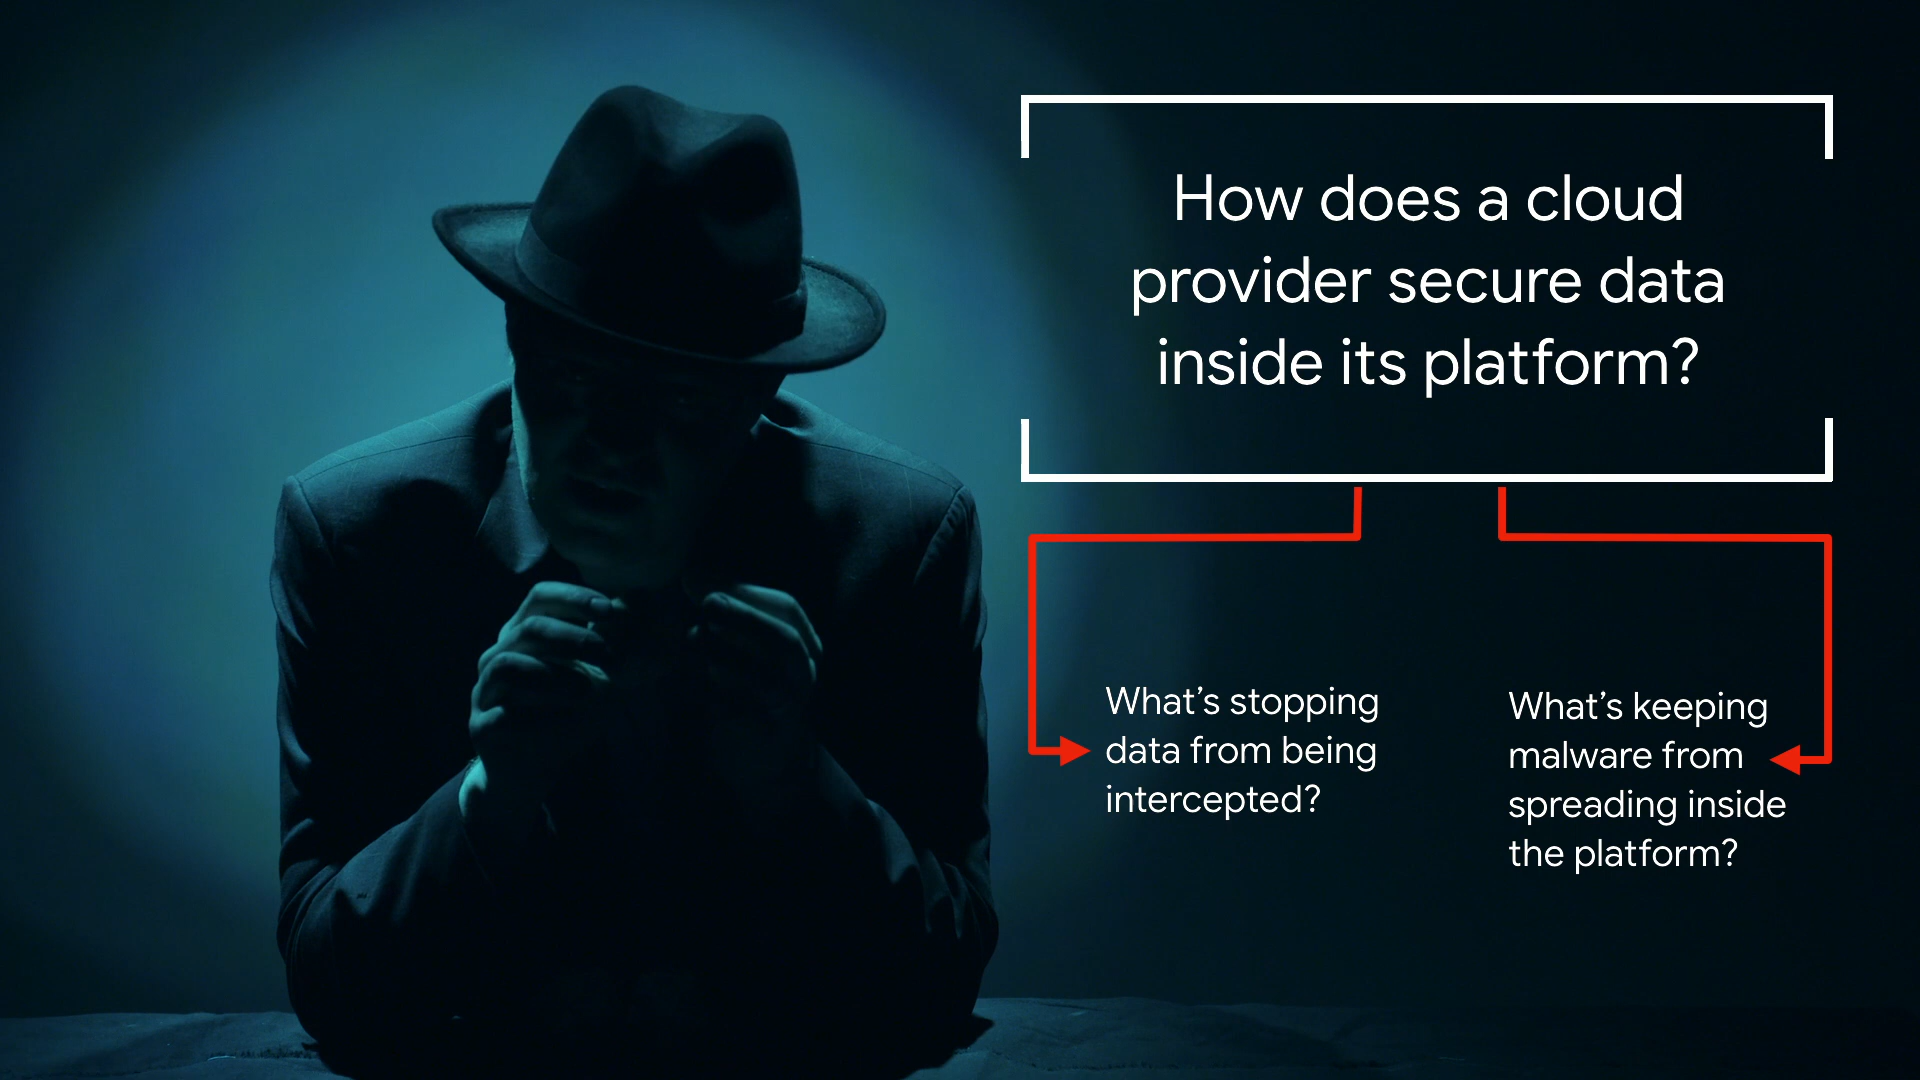 How does a cloud
provider secure data
inside its platform?
What’s stopping
data from being
intercepted?
What’s keeping
malware from
spreading inside
the platform?